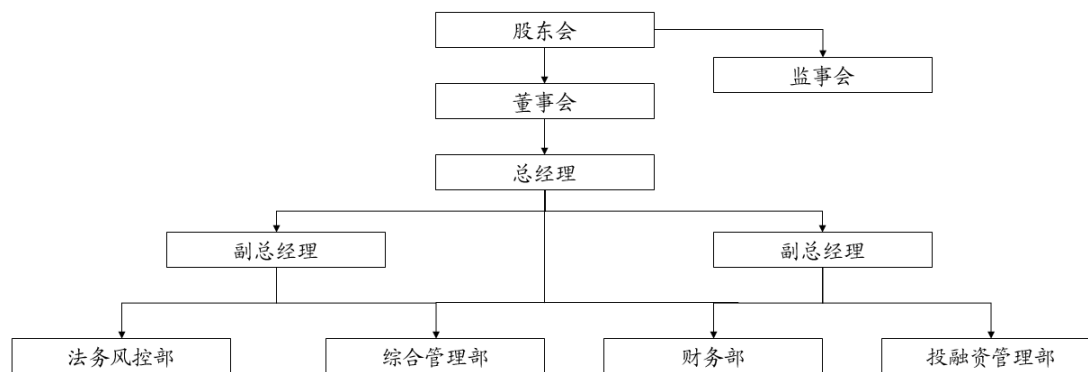 股东会
监事会
董事会
总经理
副总经理
副总经理
法务风控部
综合管理部
财务部
投融资管理部